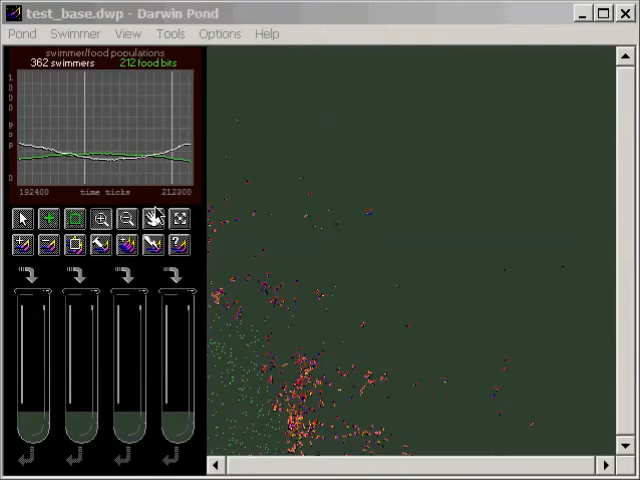 test_base.dwp - Darwin Pond
Pond Swimmer View Tools Options Help
swimmer/food populations
362 swimmers 212 food bits
192400 time ticks 212300